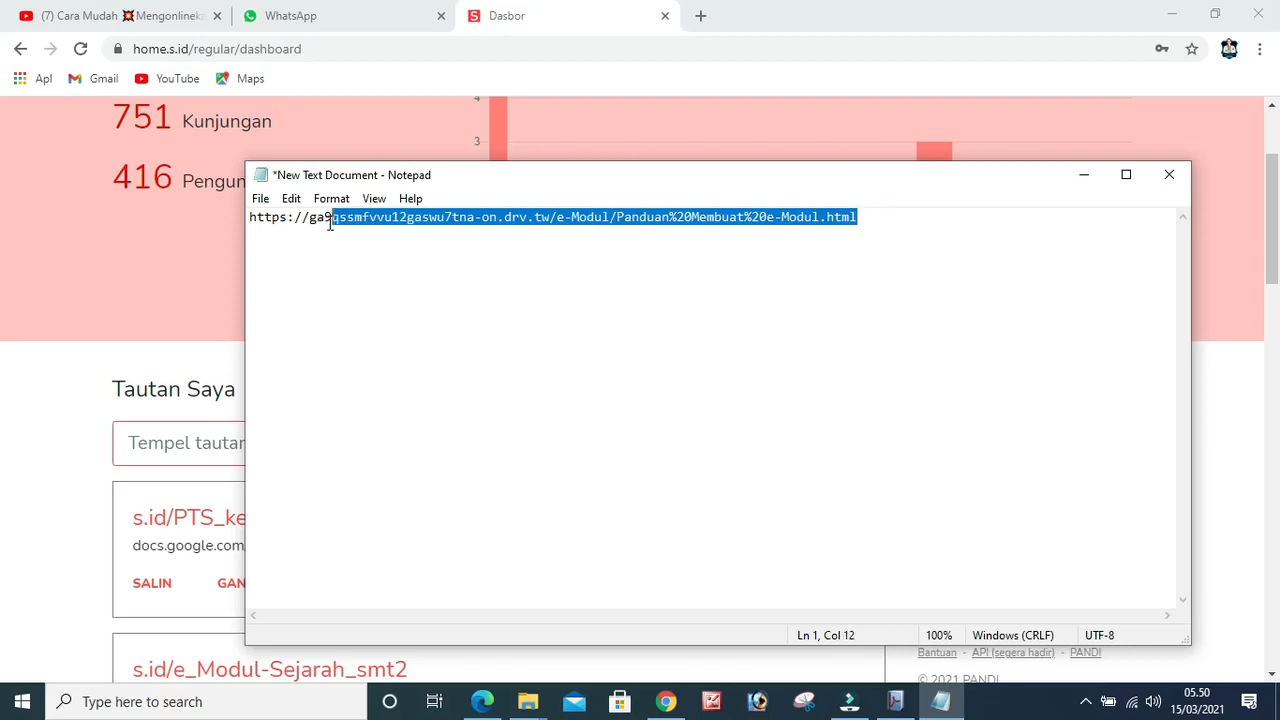 (7) Cara Mudah 💥Mengonlineka
WhatsApp
Dasbor
home.s.id/regular/dashboard
Apl
Gmail
YouTube
Maps
751 Kunjungan
416 Pengun
4
3
*New Text Document - Notepad
File Edit Format View Help
https://ga9qssmfvvu12gaswu7tna-on.drv.tw/e-Modul/Panduan%20Membuat%20e-Modul.html
Ln 1, Col 12
100%
Windows (CRLF)
UTF-8
Tautan Saya
Tempel tautan
s.id/PTS_ke
docs.google.com
SALIN
GAN
s.id/e_Modul-Sejarah_smt2
Bantuan - API (segera hadir) - PANDI
© 2021 PANDI
Type here to search
05.50
15/03/2021